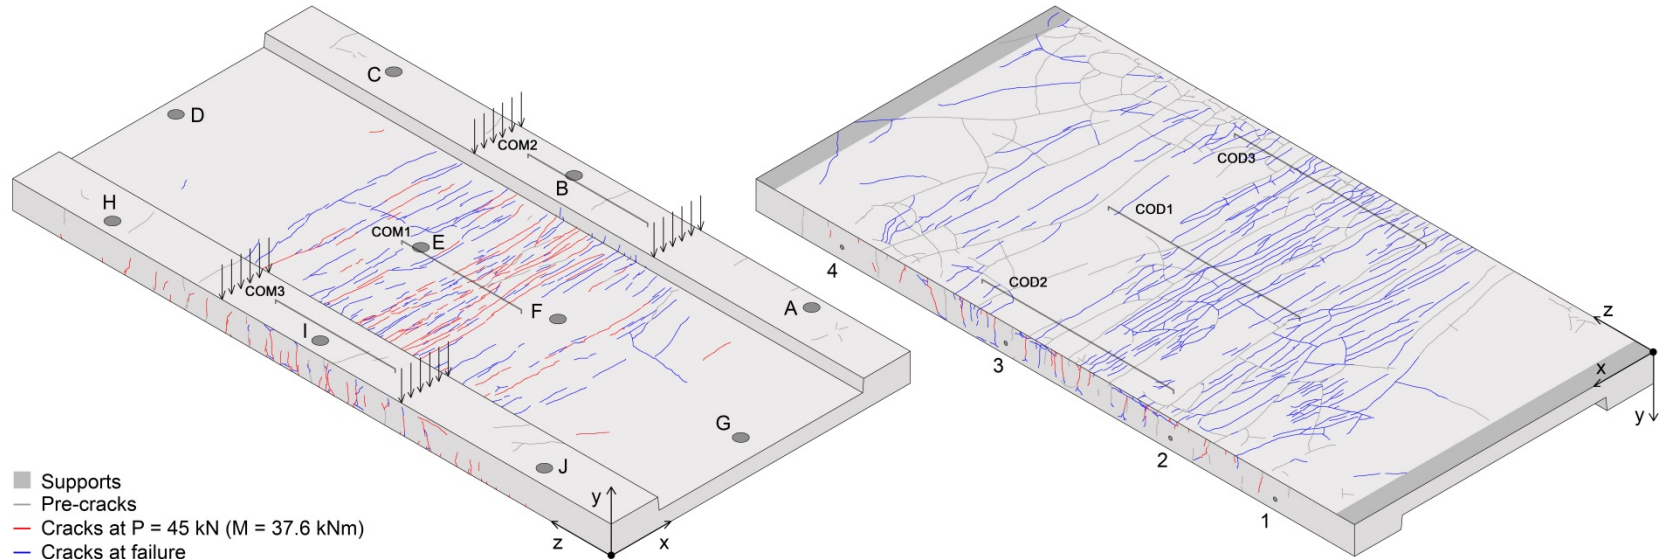 C
D
COM2
B
H
COM1
E
COM3
F
A
I
G
J
y
z
x
Supports
Pre-cracks
Cracks at P = 45 kN (M = 37.6 kNm)
Cracks at failure
COD3
COD1
COD2
4
3
2
1
z
x
y